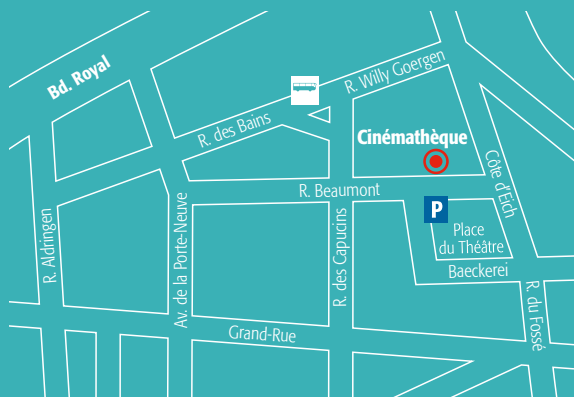 Bd. Royal
R. Willy Goergen
R. des Bains
Cinémathèque
Côte d'Eich
R. Beaumont
P
Place
du Théâtre
R. Aldringen
Av. de la Porte-Neuve
R. des Capucins
Baeckerei
R. du Fossé
Grand-Rue